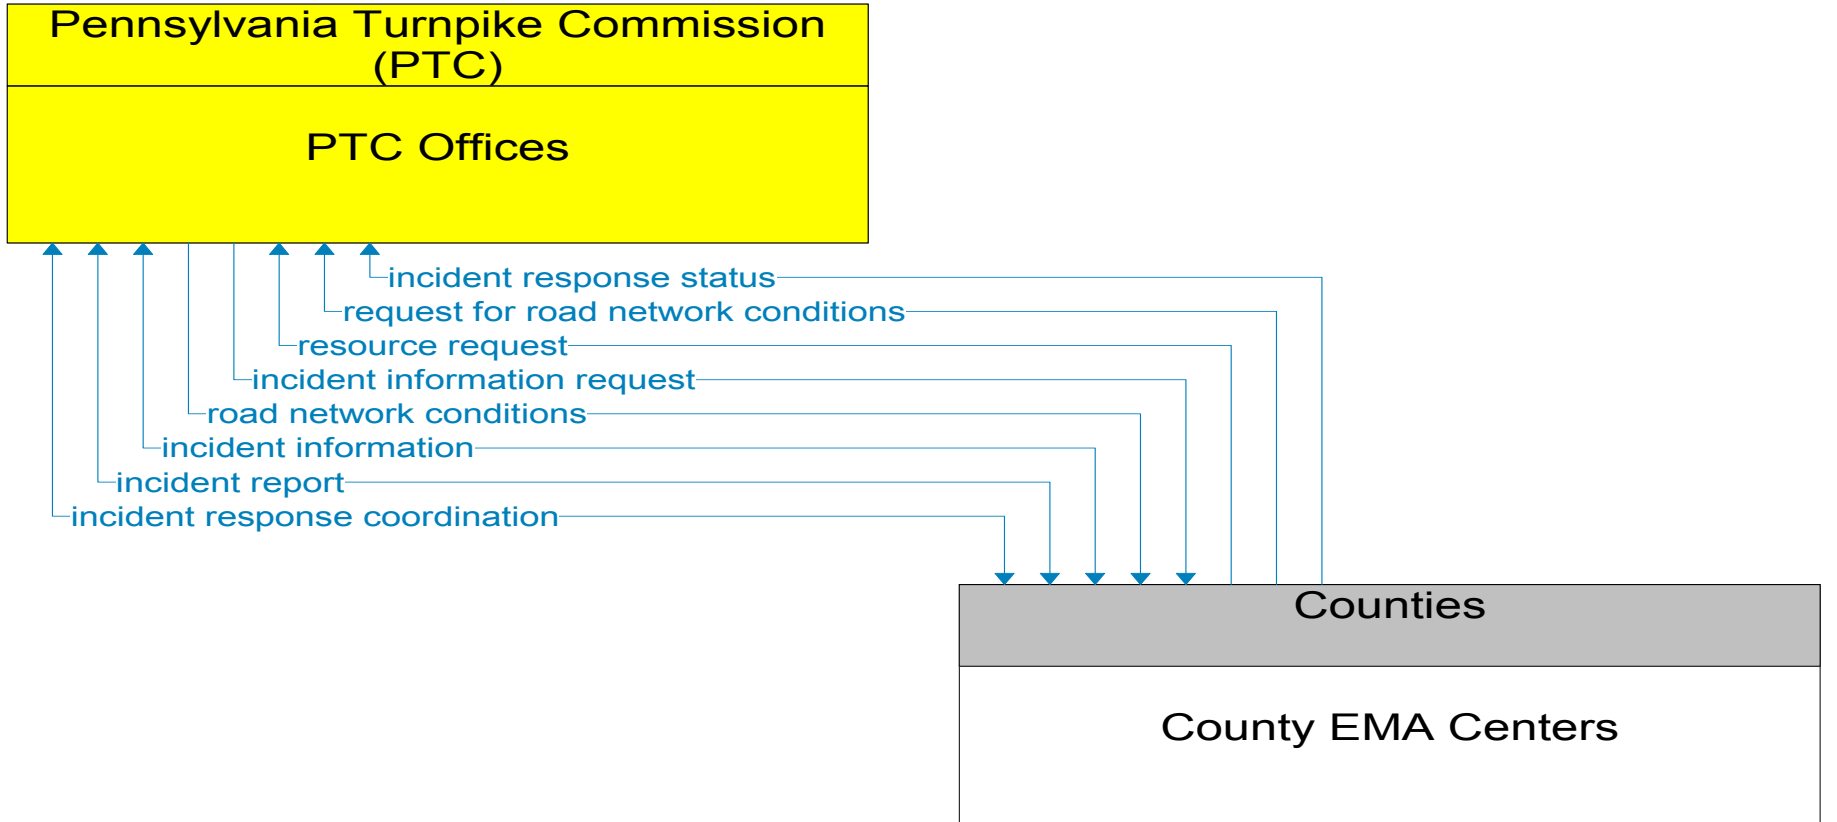 Pennsylvania Turnpike Commission
(PTC)
PTC Offices
incident response status
request for road network conditions
resource request
incident information request
road network conditions
incident information
incident report
incident response coordination
Counties
County EMA Centers